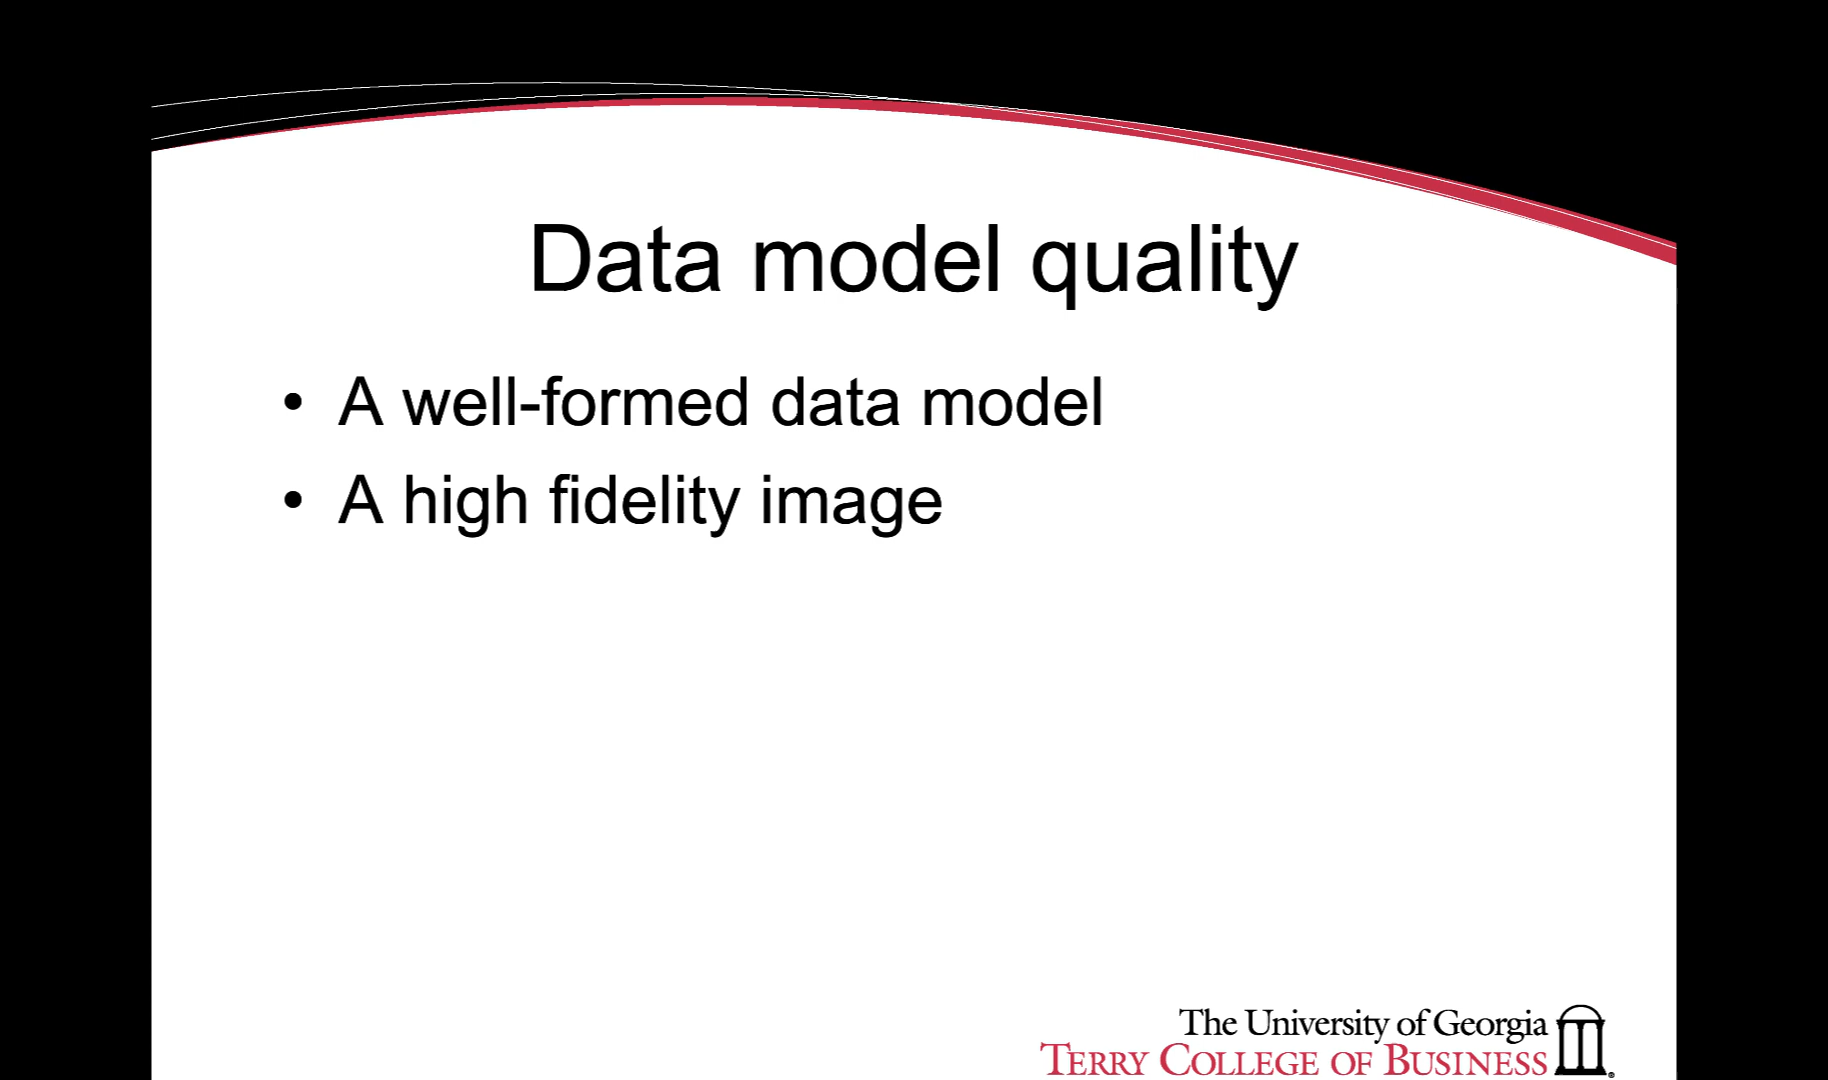 Data model quality
• A well-formed data model
• A high fidelity image
The University of Georgia
TERRY COLLEGE OF BUSINESS